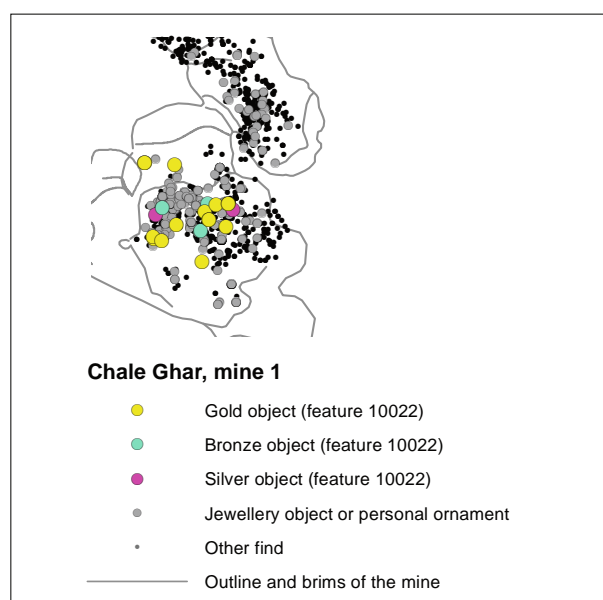 Chale Ghar, mine 1
Gold object (feature 10022)
Bronze object (feature 10022)
Silver object (feature 10022)
Jewellery object or personal ornament
Other find
Outline and brims of the mine